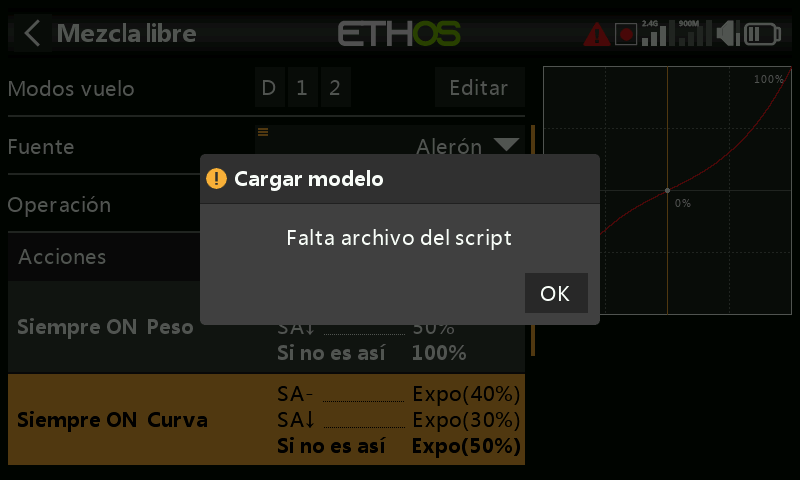 Mezcla libre
ETHOS
2.4G
900M
Modos vuelo
D
1
2
Editar
100%
Fuente
Alerón
0%
Operación
Cargar modelo
Falta archivo del script
OK
Acciones
Siempre ON Peso
SA↓ 50%
Si no es así 100%
Siempre ON Curva
SA- Expo(40%)
SA↓ Expo(30%)
Si no es así Expo(50%)